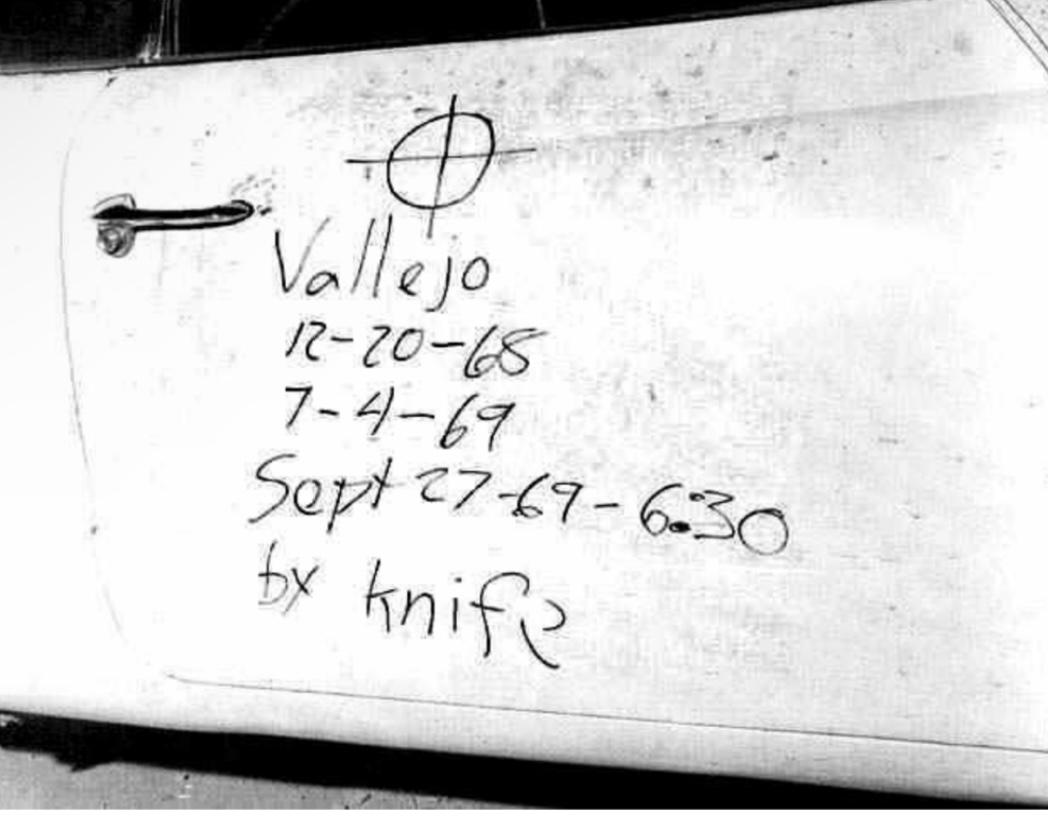 Vallejo
12-20-68
7-4-69
Sept 27-69-6:30
by knife